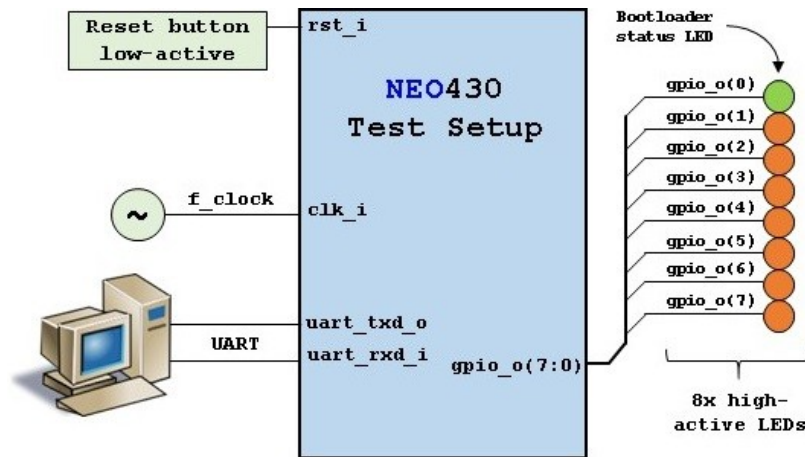 Reset button
low-active
rst_i
NEO430
Test Setup
f_clock
~
clk_i
uart_txd_o
UART
uart_rxd_i
gpio_o(7:0)
Bootloader
status LED
gpio_o(0)
gpio_o(1)
gpio_o(2)
gpio_o(3)
gpio_o(4)
gpio_o(5)
gpio_o(6)
gpio_o(7)
8x high-
active LEDs